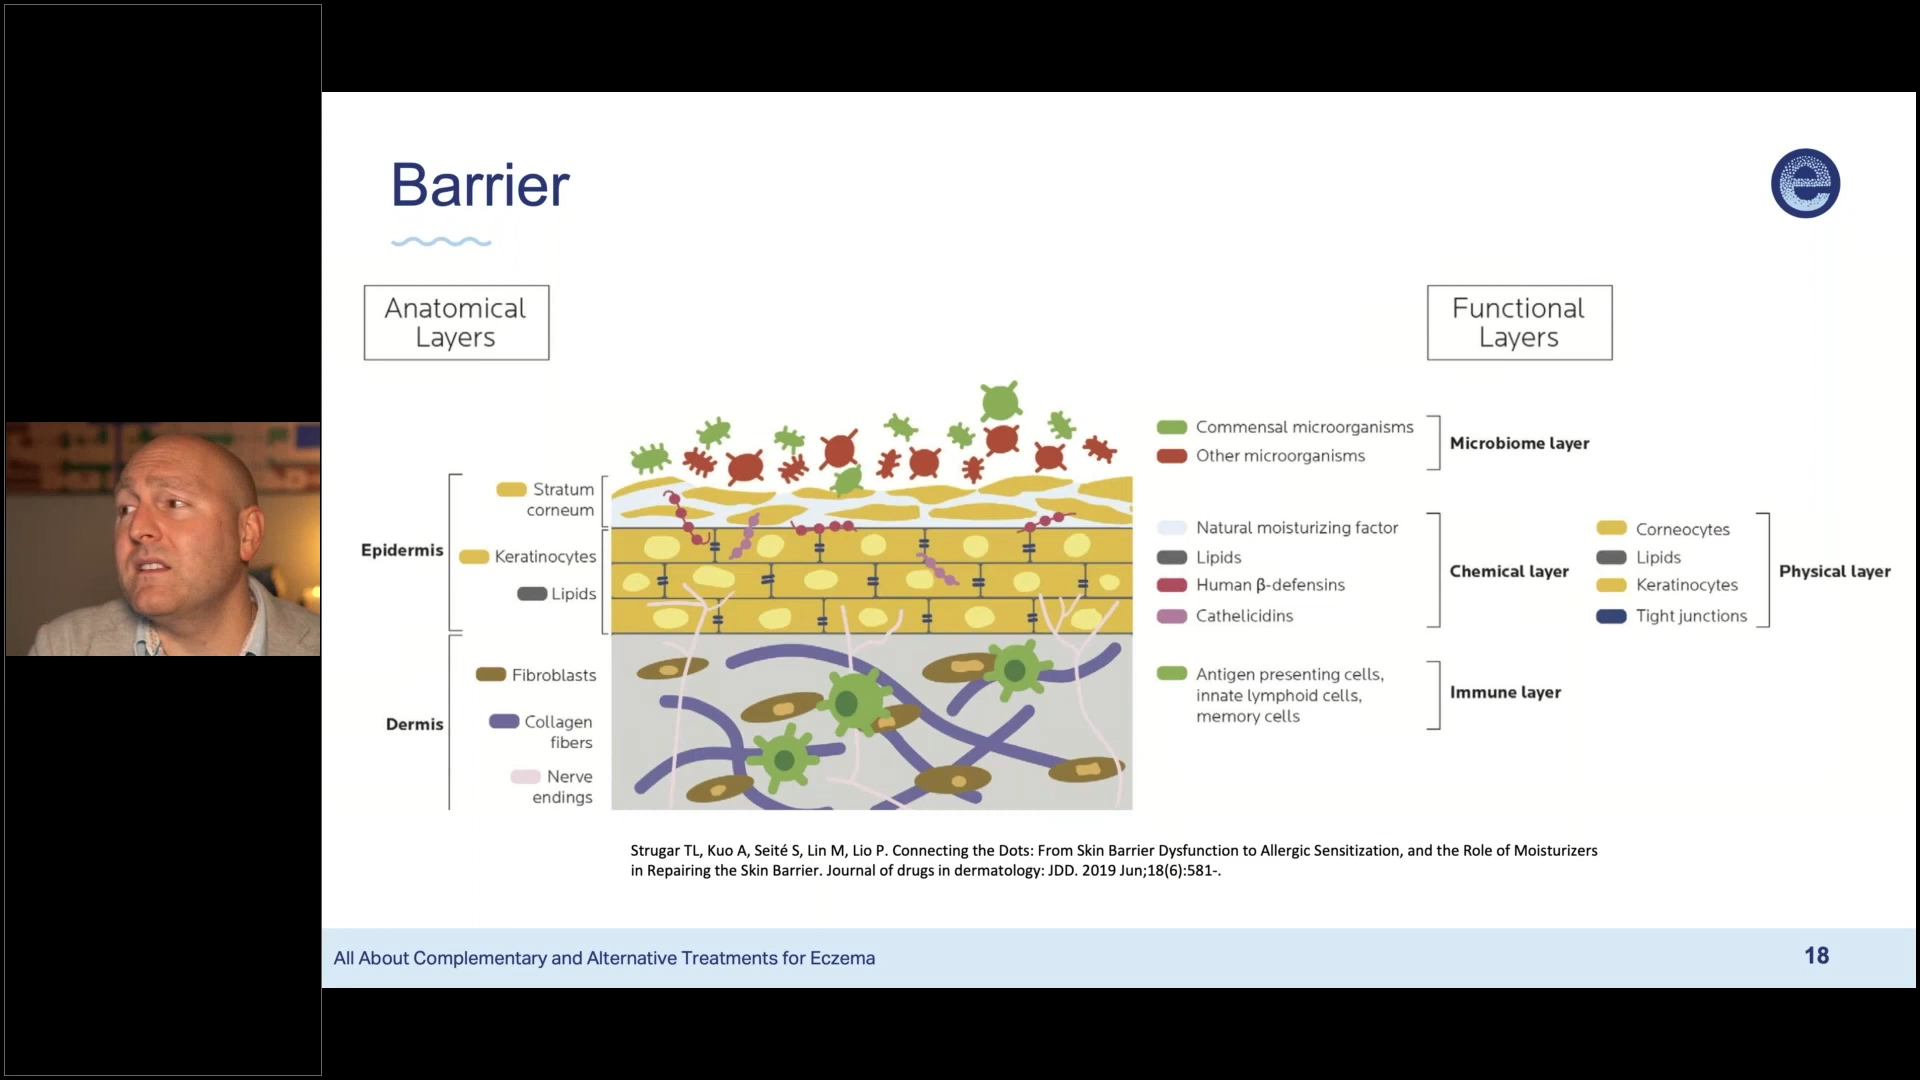 Barrier
Anatomical
Layers
Functional
Layers
Epidermis
Stratum
corneum
Keratinocytes
Lipids
Dermis
Fibroblasts
Collagen
fibers
Nerve
endings
Commensal microorganisms
Other microorganisms
Microbiome layer
Natural moisturizing factor
Lipids
Human β-defensins
Cathelicidins
Chemical layer
Corneocytes
Lipids
Keratinocytes
Tight junctions
Physical layer
Antigen presenting cells,
innate lymphoid cells,
memory cells
Immune layer
Strugar TL, Kuo A, Seité S, Lin M, Lio P. Connecting the Dots: From Skin Barrier Dysfunction to Allergic Sensitization, and the Role of Moisturizers
in Repairing the Skin Barrier. Journal of drugs in dermatology: JDD. 2019 Jun;18(6):581-.
All About Complementary and Alternative Treatments for Eczema
18
e